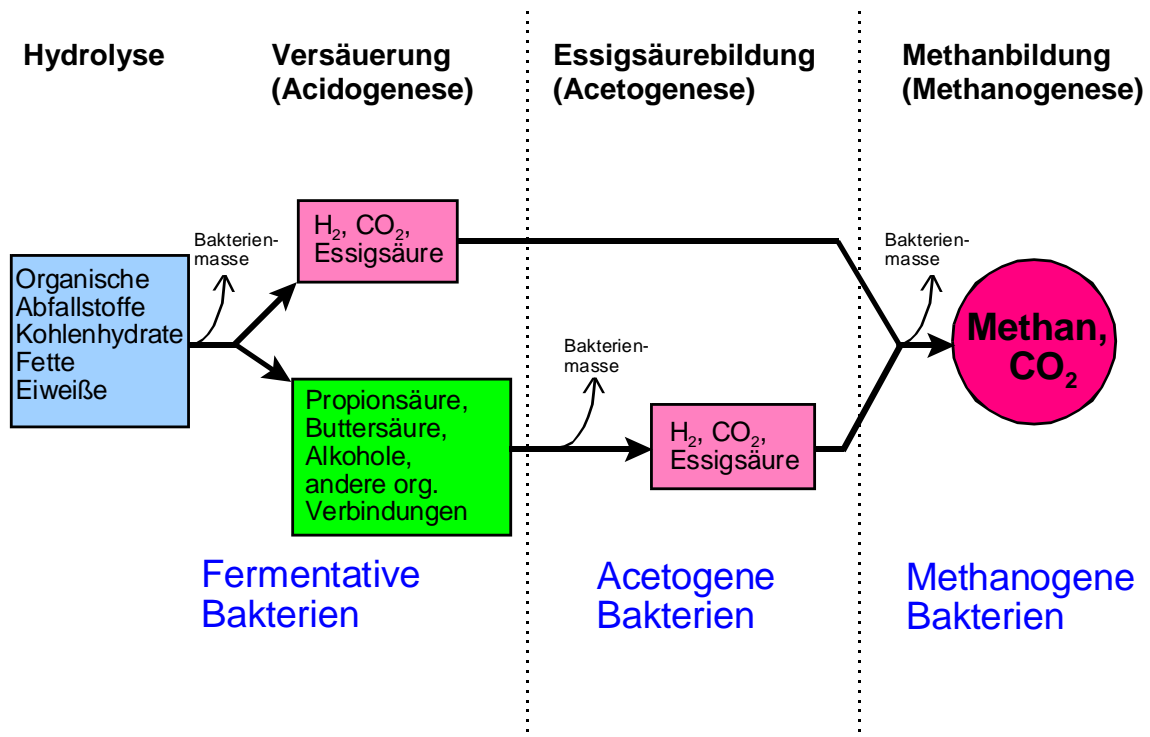 Hydrolyse
Versäuerung
(Acidogenese)
Essigsäurebildung
(Acetogenese)
Methanbildung
(Methanogenese)
Organische
Abfallstoffe
Kohlenhydrate
Fette
Eiweiße
Bakterien-
masse
H₂, CO₂,
Essigsäure
Propionsäure,
Buttersäure,
Alkohole,
andere org.
Verbindungen
Bakterien-
masse
H₂, CO₂,
Essigsäure
Bakterien-
masse
Methan,
CO₂
Fermentative
Bakterien
Acetogene
Bakterien
Methanogene
Bakterien